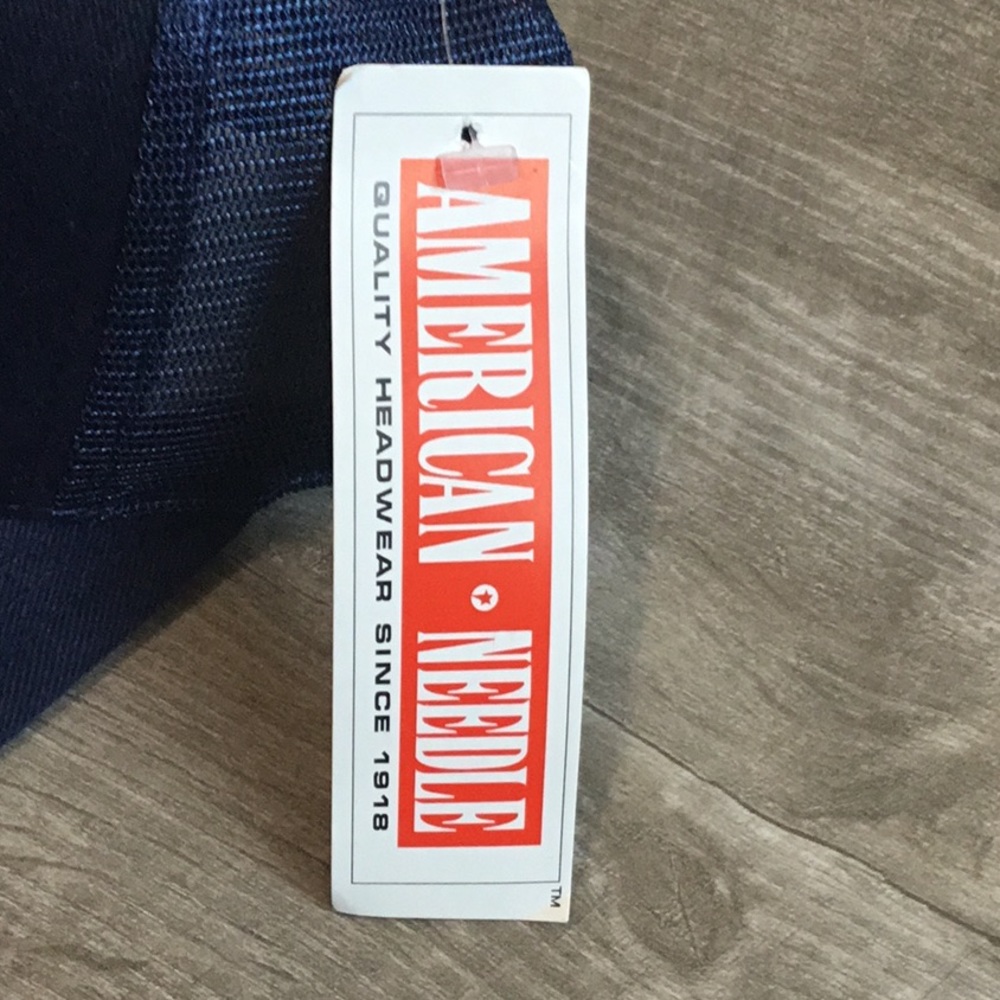 AMERICAN NEEDLE
QUALITY HEADWEAR SINCE 1918
TM